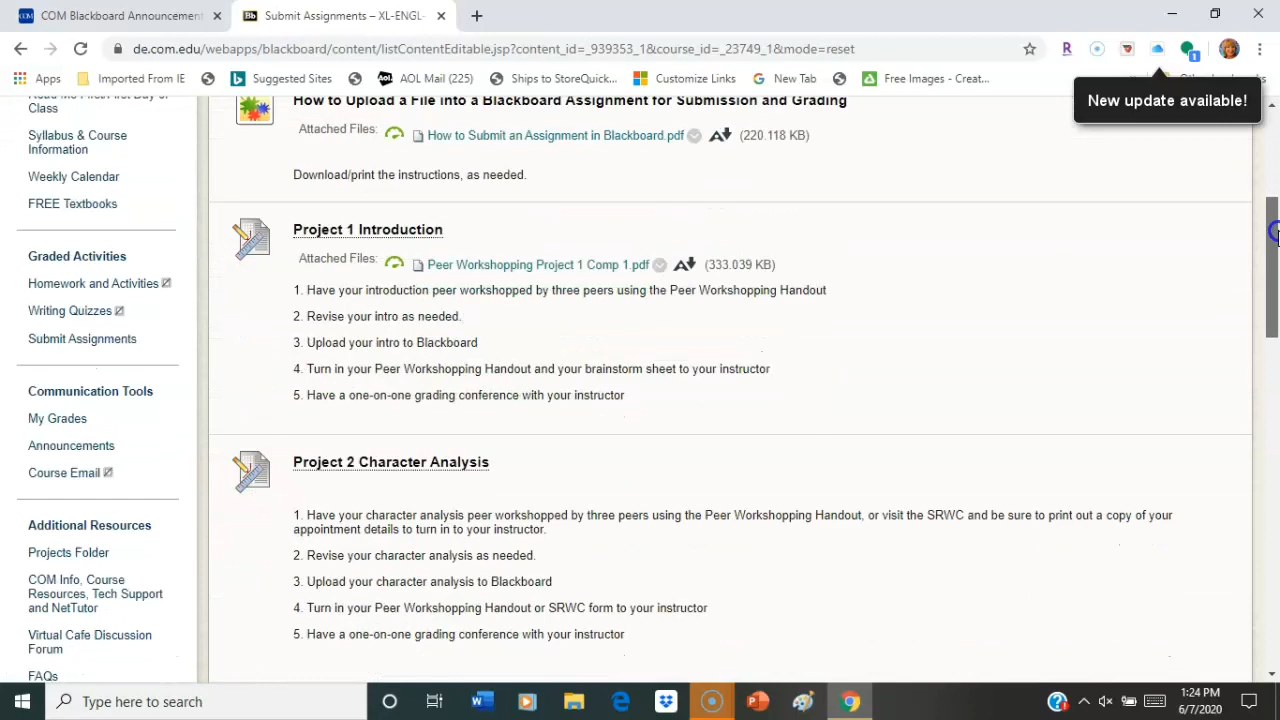 COM Blackboard Announcement
Submit Assignments – XL-ENGL-
de.com.edu/webapps/blackboard/content/listContentEditable.jsp?content_id=_939353_1&course_id=_23749_1&mode=reset
Apps
Imported From IE
Suggested Sites
AOL Mail (225)
Ships to StoreQuick...
Customize Links
New Tab
Free Images - Creat...
New update available!
Class
Syllabus & Course
Information
Weekly Calendar
FREE Textbooks
Graded Activities
Homework and Activities
Writing Quizzes
Submit Assignments
Communication Tools
My Grades
Announcements
Course Email
Additional Resources
Projects Folder
COM Info, Course
Resources, Tech Support
and NetTutor
Virtual Cafe Discussion
Forum
FAQs
How to Upload a File into a Blackboard Assignment for Submission and Grading
Attached Files: How to Submit an Assignment in Blackboard.pdf (220.118 KB)
Download/print the instructions, as needed.
Project 1 Introduction
Attached Files: Peer Workshopping Project 1 Comp 1.pdf (333.039 KB)
1. Have your introduction peer workshopped by three peers using the Peer Workshopping Handout
2. Revise your intro as needed.
3. Upload your intro to Blackboard
4. Turn in your Peer Workshopping Handout and your brainstorm sheet to your instructor
5. Have a one-on-one grading conference with your instructor
Project 2 Character Analysis
1. Have your character analysis peer workshopped by three peers using the Peer Workshopping Handout, or visit the SRWC and be sure to print out a copy of your
appointment details to turn in to your instructor.
2. Revise your character analysis as needed.
3. Upload your character analysis to Blackboard
4. Turn in your Peer Workshopping Handout or SRWC form to your instructor
5. Have a one-on-one grading conference with your instructor
Type here to search
1:24 PM
6/7/2020